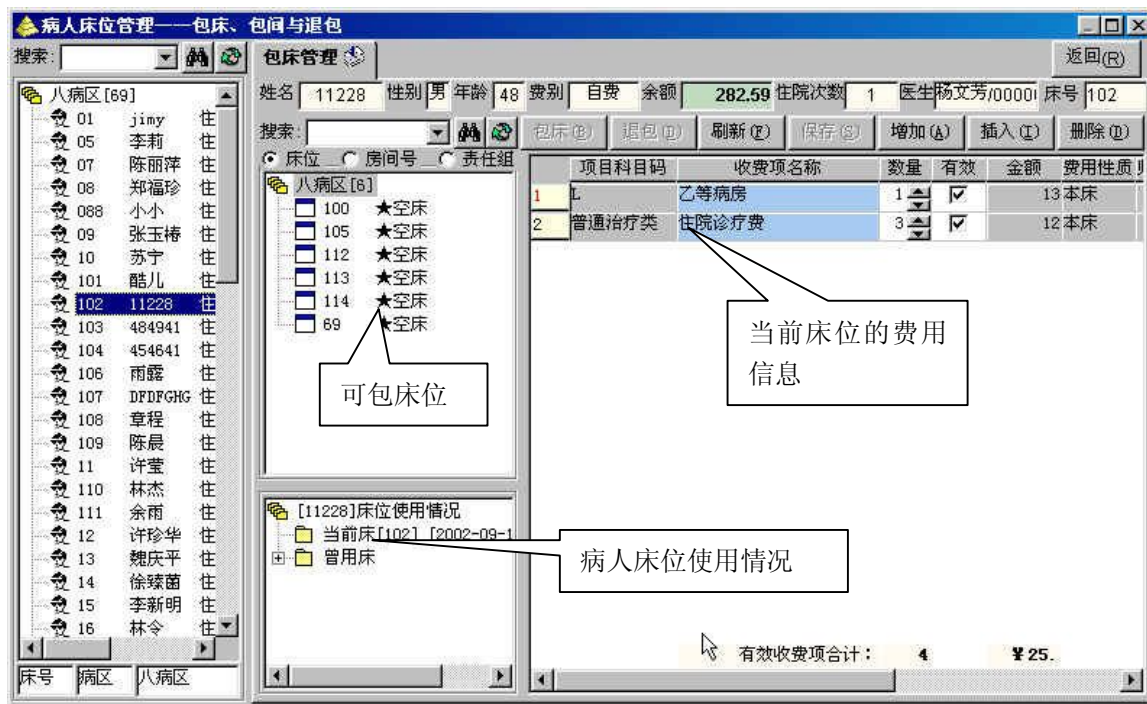 病人床位管理——包床、包间与退包
搜索:
包床管理
返回(R)
八病区[69]
01 jimy 住
05 李莉 住
07 陈丽萍 住
08 郑福珍 住
088 小小 住
09 张玉椿 住
10 苏宁 住
101 酷儿 住
102 11228 住
103 484941 住
104 454641 住
106 雨露 住
107 DFDFGHG 住
108 章程 住
109 陈晨 住
11 许莹 住
110 林杰 住
111 余雨 住
12 许珍华 住
13 魏庆平 住
14 徐臻菌 住
15 李新明 住
16 林令 住
床号 病区 八病区
姓名 11228 性别 男 年龄 48 费别 自费 余额 282.59 住院次数 1 医生 杨文芳/0000 床号 102
搜索:
包床(B) 退包(D) 刷新(F) 保存(S) 增加(A) 插入(I) 删除(D)
床位 房间号 责任组
八病区[6]
100 ★空床
105 ★空床
112 ★空床
113 ★空床
114 ★空床
69 ★空床
可包床位
[11228]床位使用情况
当前床[102] [2002-09-1
曾用床
病人床位使用情况
项目科目码 收费项名称 数量 有效 金额 费用性质
1 L 乙等病房 1 13 本床
2 普通治疗类 住院诊疗费 3 12 本床
当前床位的费用
信息
有效收费项合计: 4 ¥25.